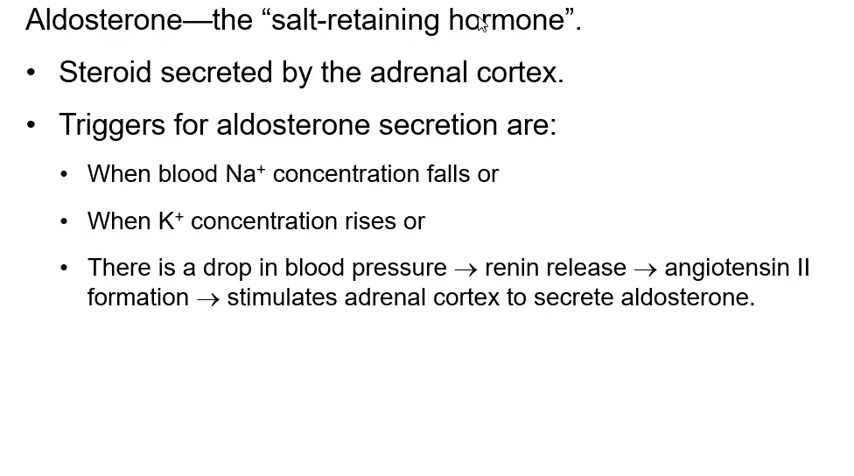 Aldosterone—the “salt-retaining hormone”.
• Steroid secreted by the adrenal cortex.
• Triggers for aldosterone secretion are:
• When blood Na⁺ concentration falls or
• When K⁺ concentration rises or
• There is a drop in blood pressure → renin release → angiotensin II
formation → stimulates adrenal cortex to secrete aldosterone.